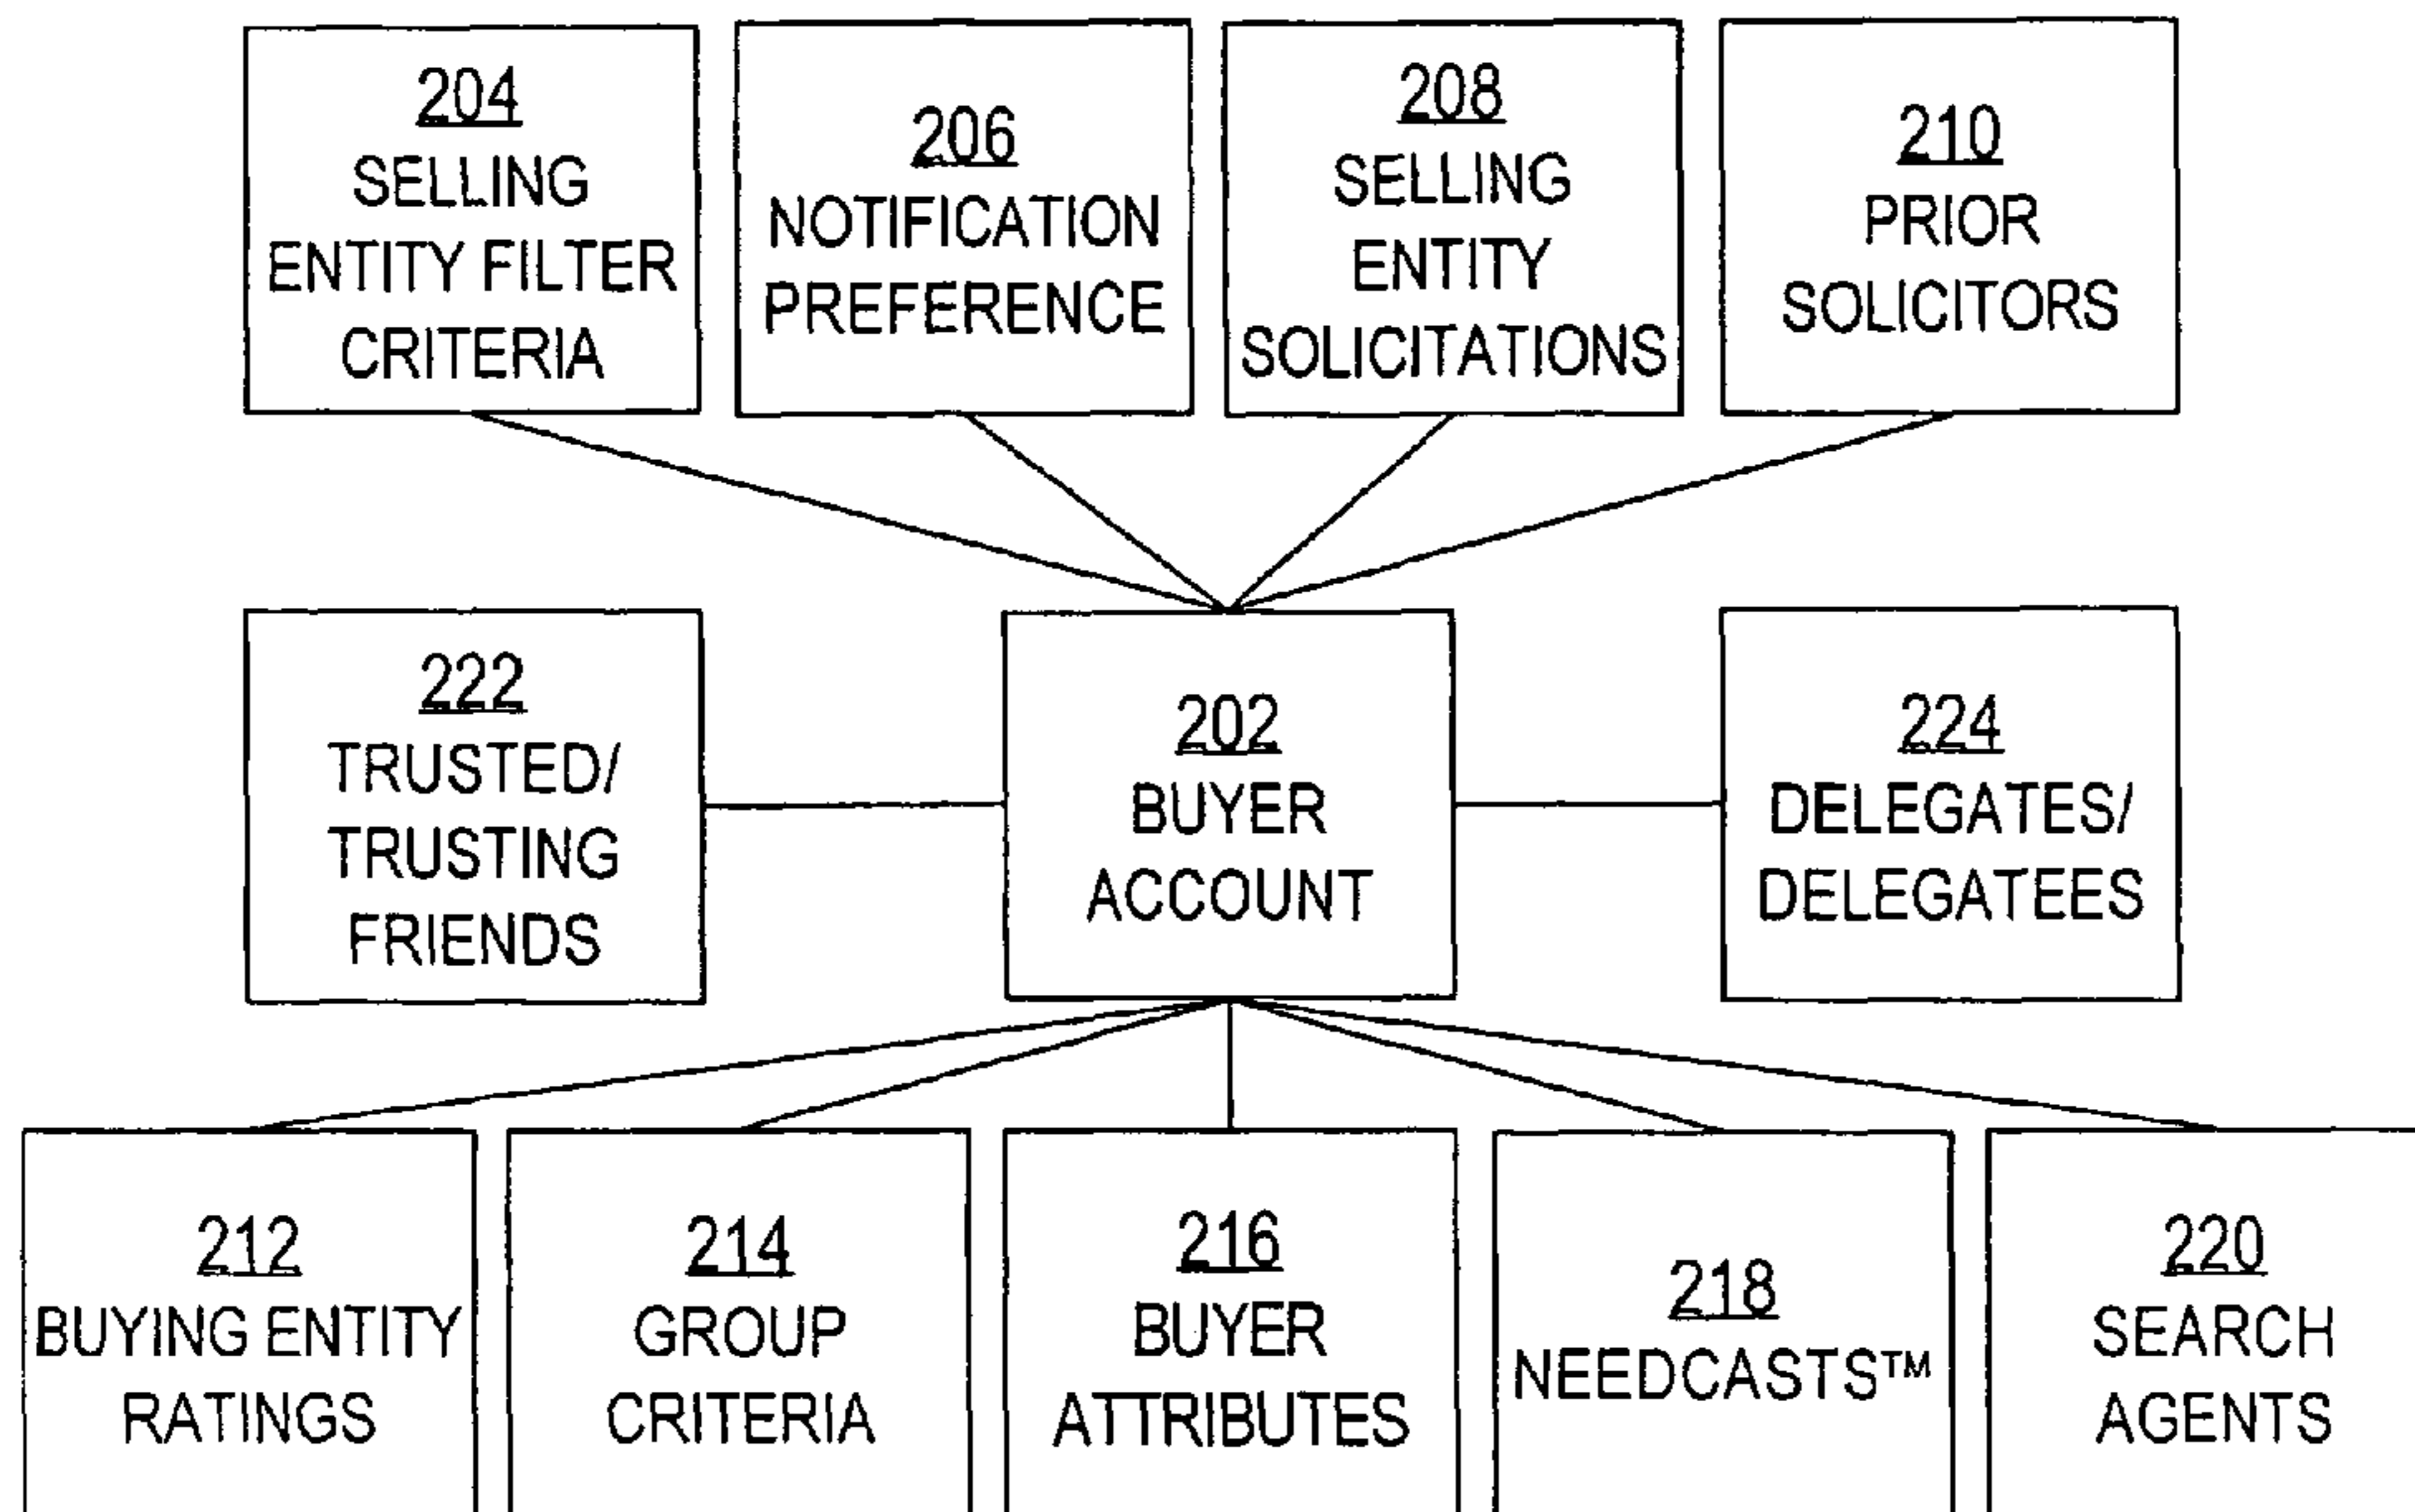 204
SELLING
ENTITY FILTER
CRITERIA
206
NOTIFICATION
PREFERENCE
208
SELLING
ENTITY
SOLICITATIONS
210
PRIOR
SOLICITORS
222
TRUSTED/
TRUSTING
FRIENDS
202
BUYER
ACCOUNT
224
DELEGATES/
DELEGATEES
212
BUYING ENTITY
RATINGS
214
GROUP
CRITERIA
216
BUYER
ATTRIBUTES
218
NEEDCASTS™
220
SEARCH
AGENTS